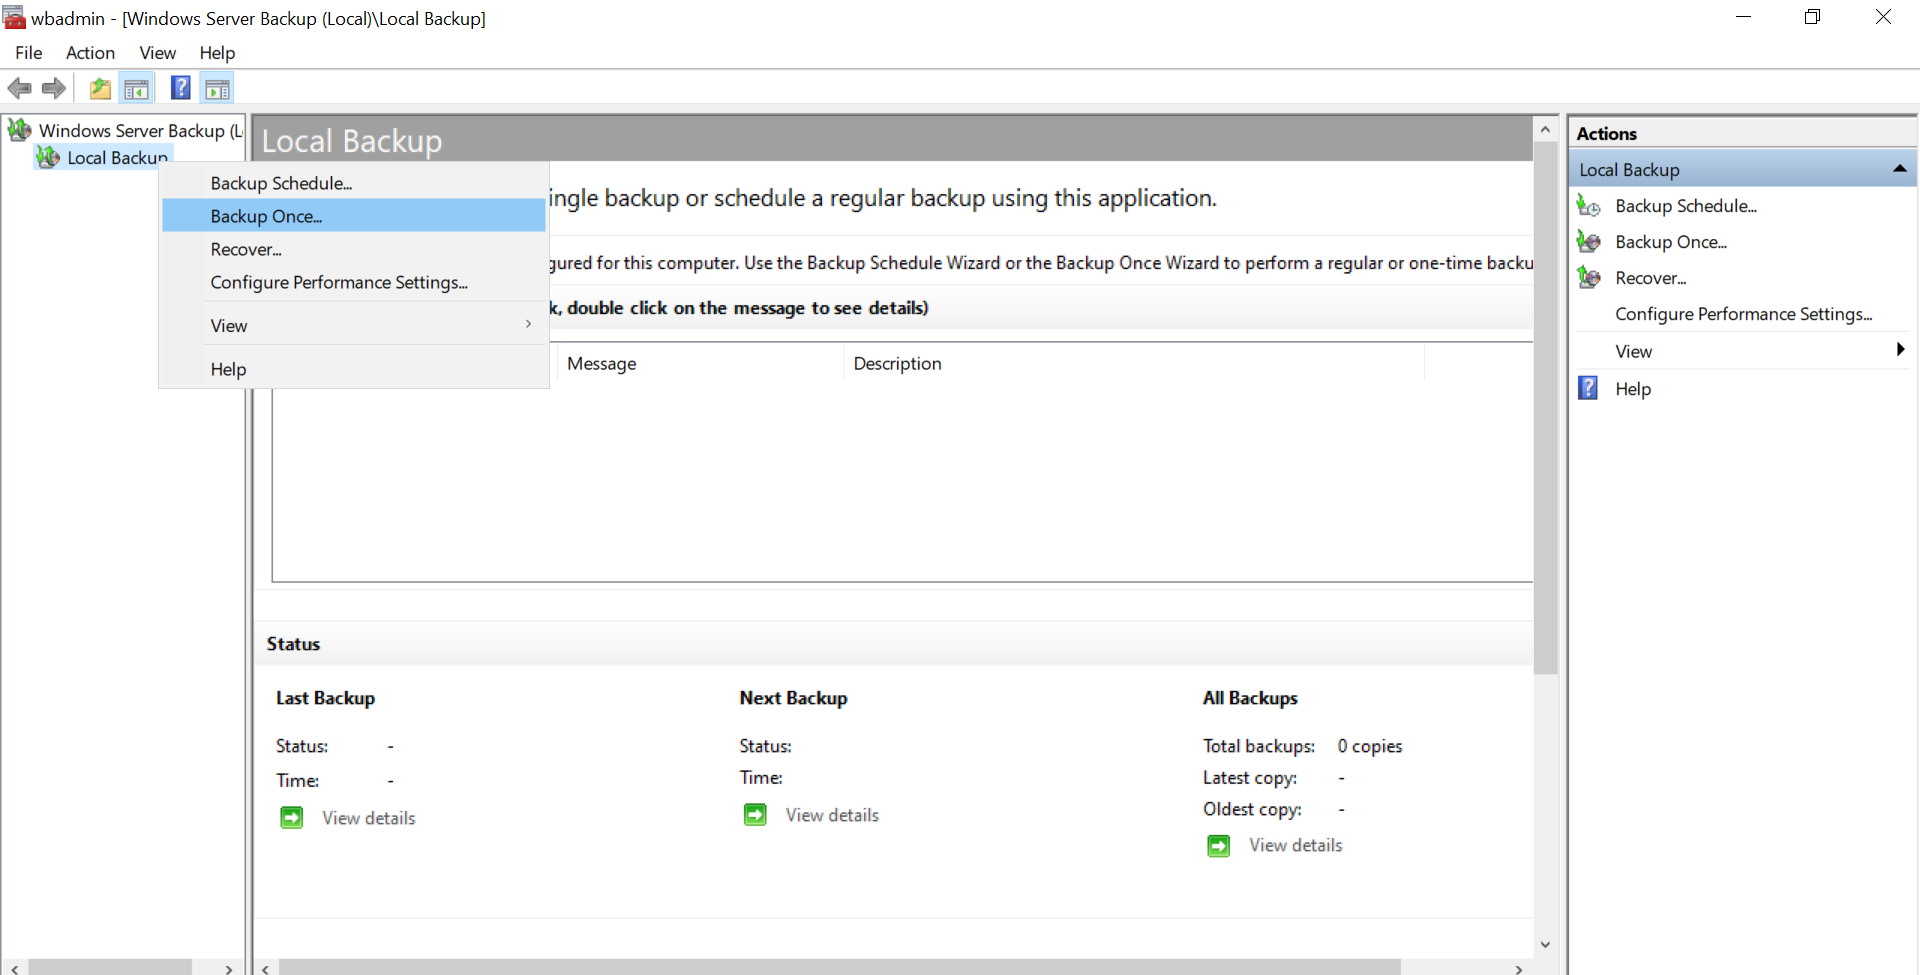 wbadmin - [Windows Server Backup (Local)\Local Backup]
File Action View Help
Windows Server Backup (L
Local Backup
Backup Schedule...
Backup Once...
Recover...
Configure Performance Settings...
View
Help
Local Backup
ingle backup or schedule a regular backup using this application.
gured for this computer. Use the Backup Schedule Wizard or the Backup Once Wizard to perform a regular or one-time backu
k, double click on the message to see details)
Message Description
Status
Last Backup
Status: -
Time: -
View details
Next Backup
Status:
Time:
View details
All Backups
Total backups: 0 copies
Latest copy: -
Oldest copy: -
View details
Actions
Local Backup
Backup Schedule...
Backup Once...
Recover...
Configure Performance Settings...
View
Help